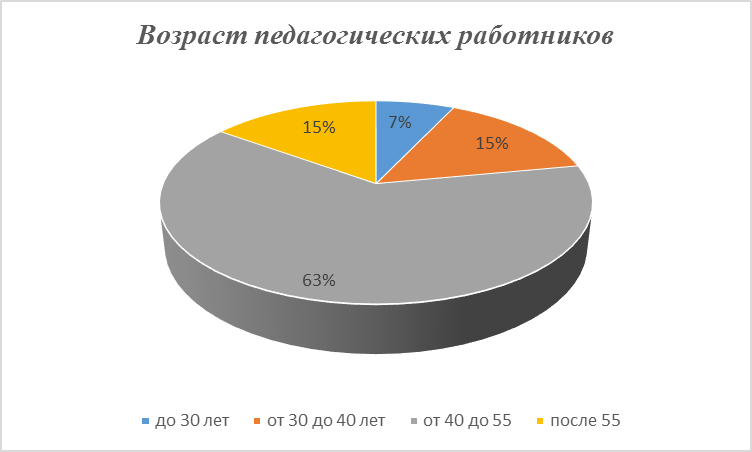 Возраст педагогических работников
7%
15%
15%
63%
до 30 лет от 30 до 40 лет от 40 до 55 после 55